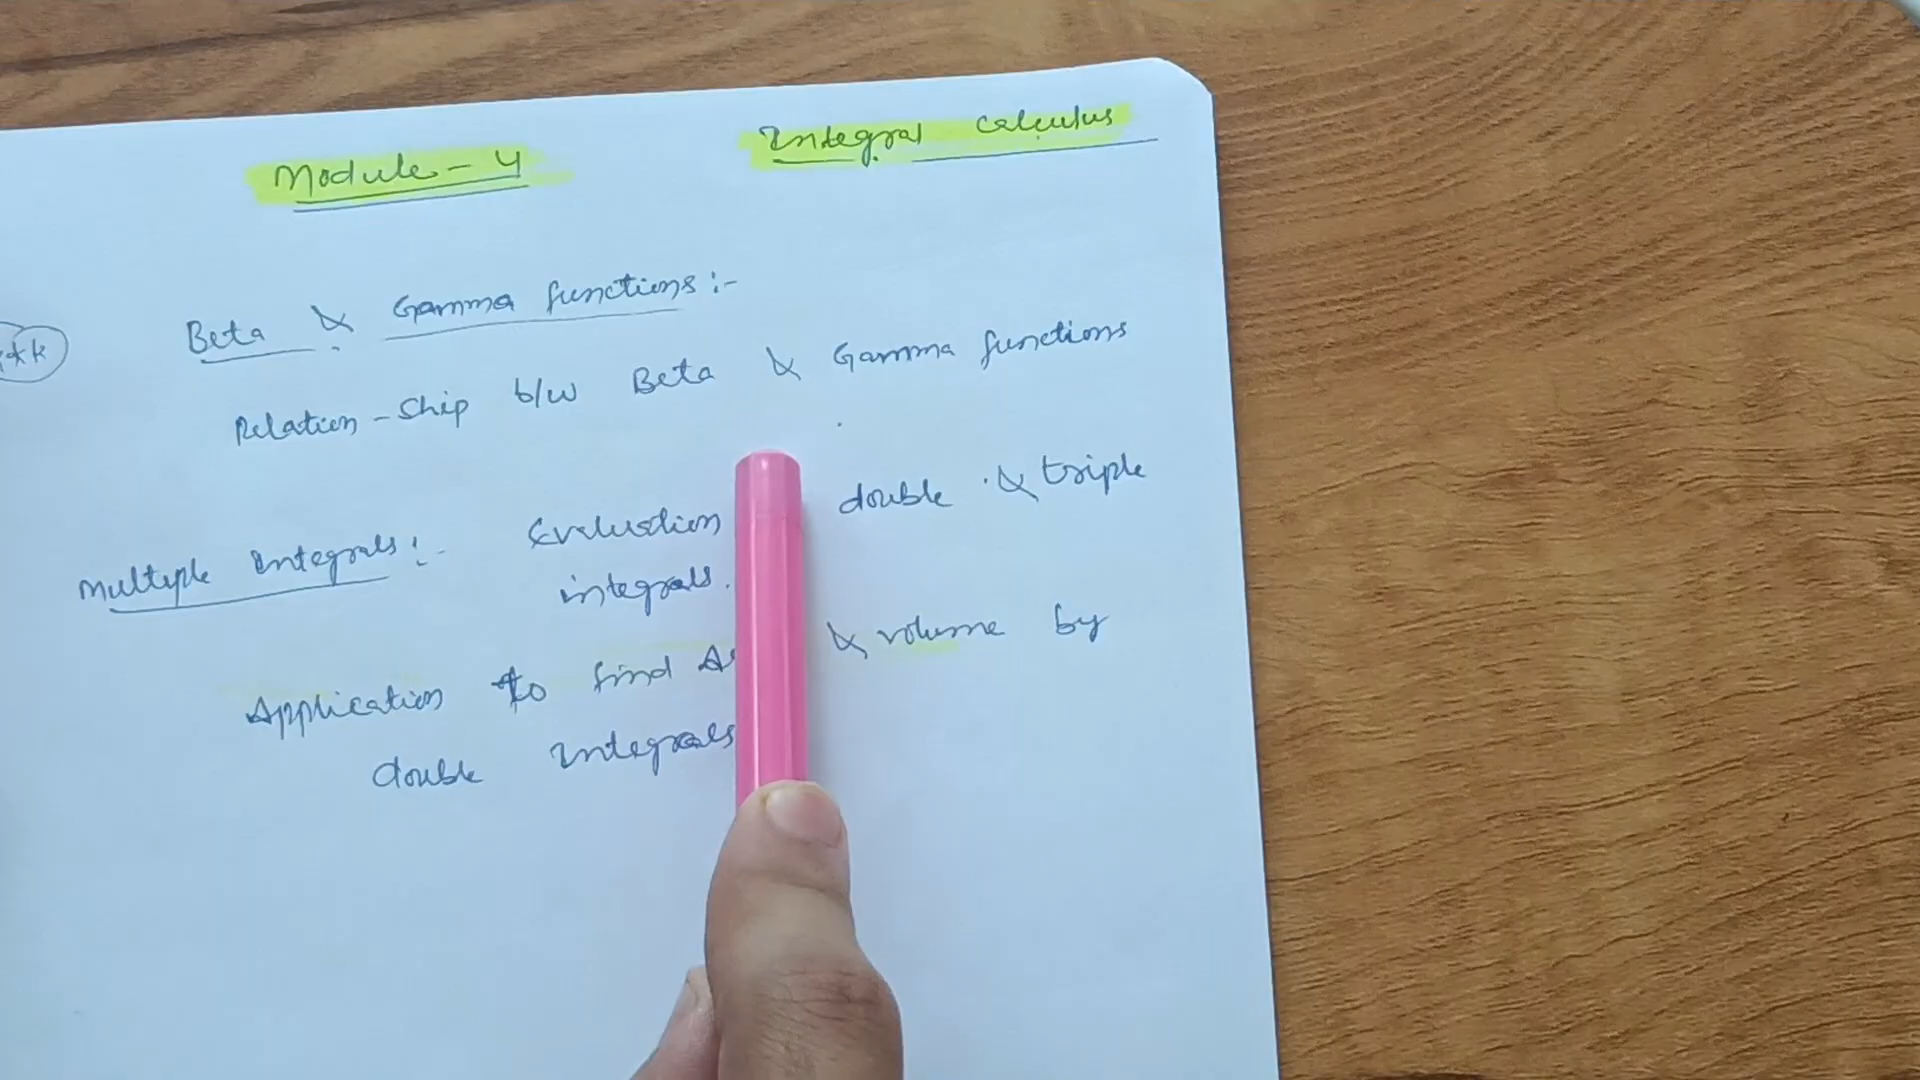 Module - 4 Integral calculus
Beta & Gamma functions :-
Relation - Ship b/w Beta & Gamma functions
Multiple Integrals :- Evaluation double & triple
integrals.
Application to find & volume by
double Integrals